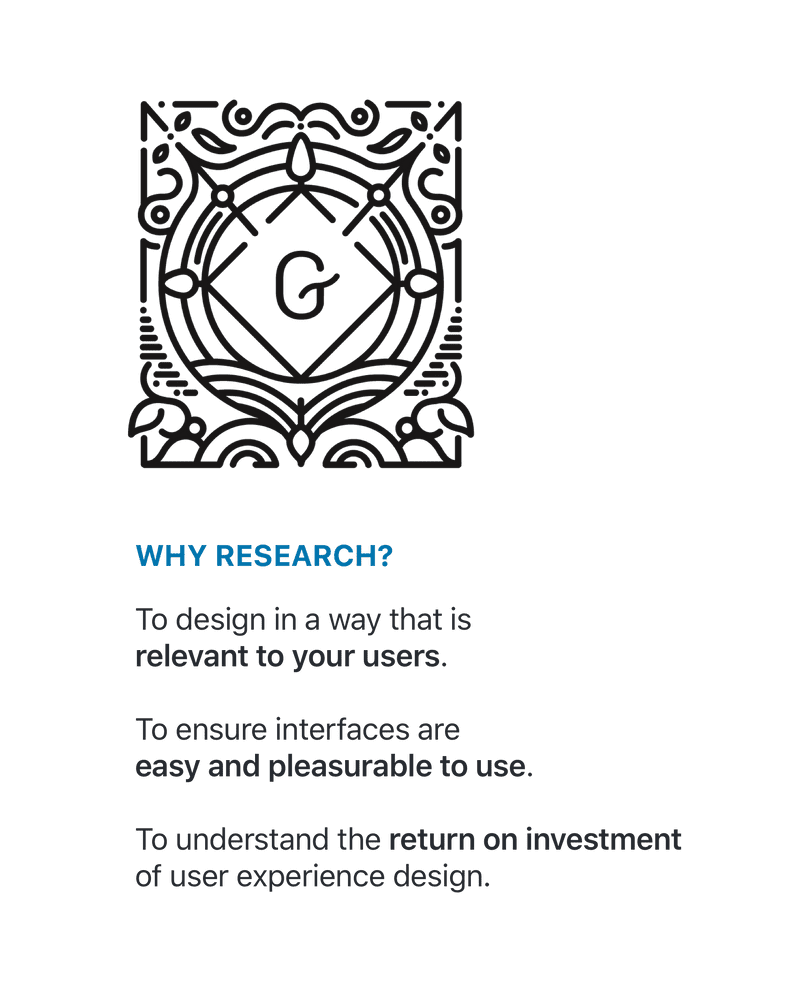 G
WHY RESEARCH?
To design in a way that is
relevant to your users.
To ensure interfaces are
easy and pleasurable to use.
To understand the return on investment
of user experience design.